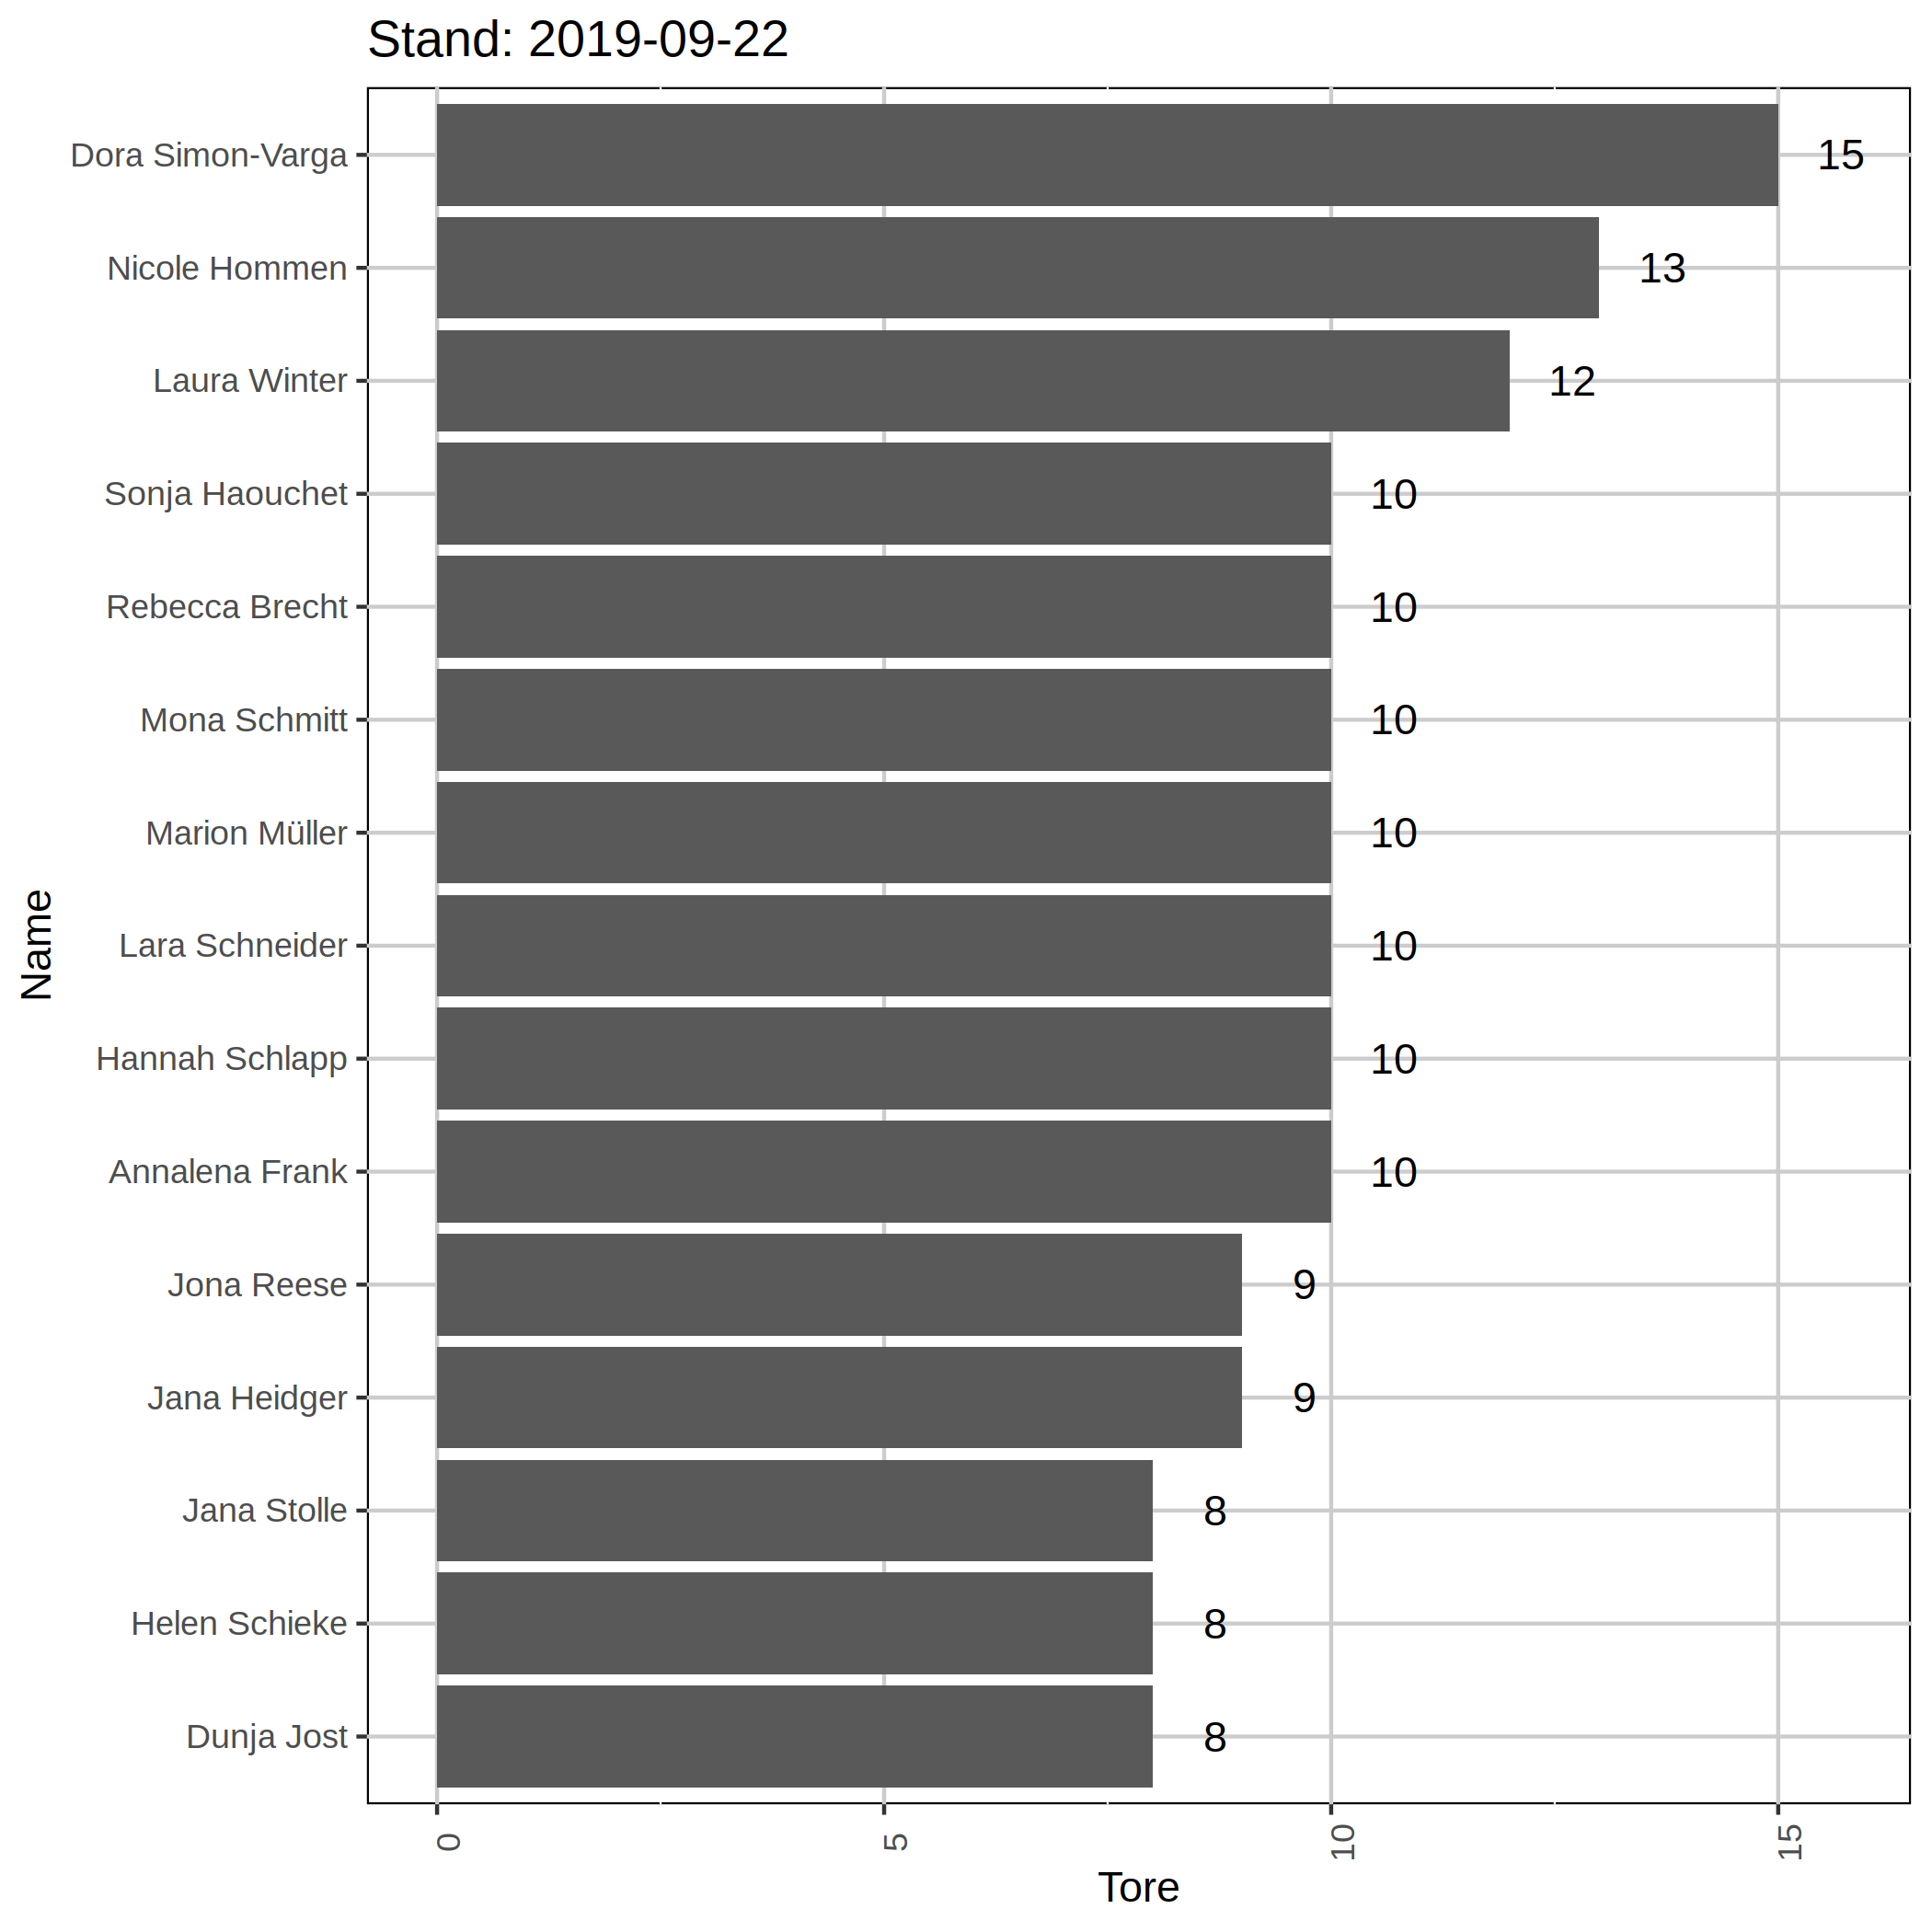 Stand: 2019-09-22
Dora Simon-Varga 15
Nicole Hommen 13
Laura Winter 12
Sonja Haouchet 10
Rebecca Brecht 10
Mona Schmitt 10
Marion Müller 10
Lara Schneider 10
Hannah Schlapp 10
Annalena Frank 10
Jona Reese 9
Jana Heidger 9
Jana Stolle 8
Helen Schieke 8
Dunja Jost 8
Name
0 5 10 15
Tore